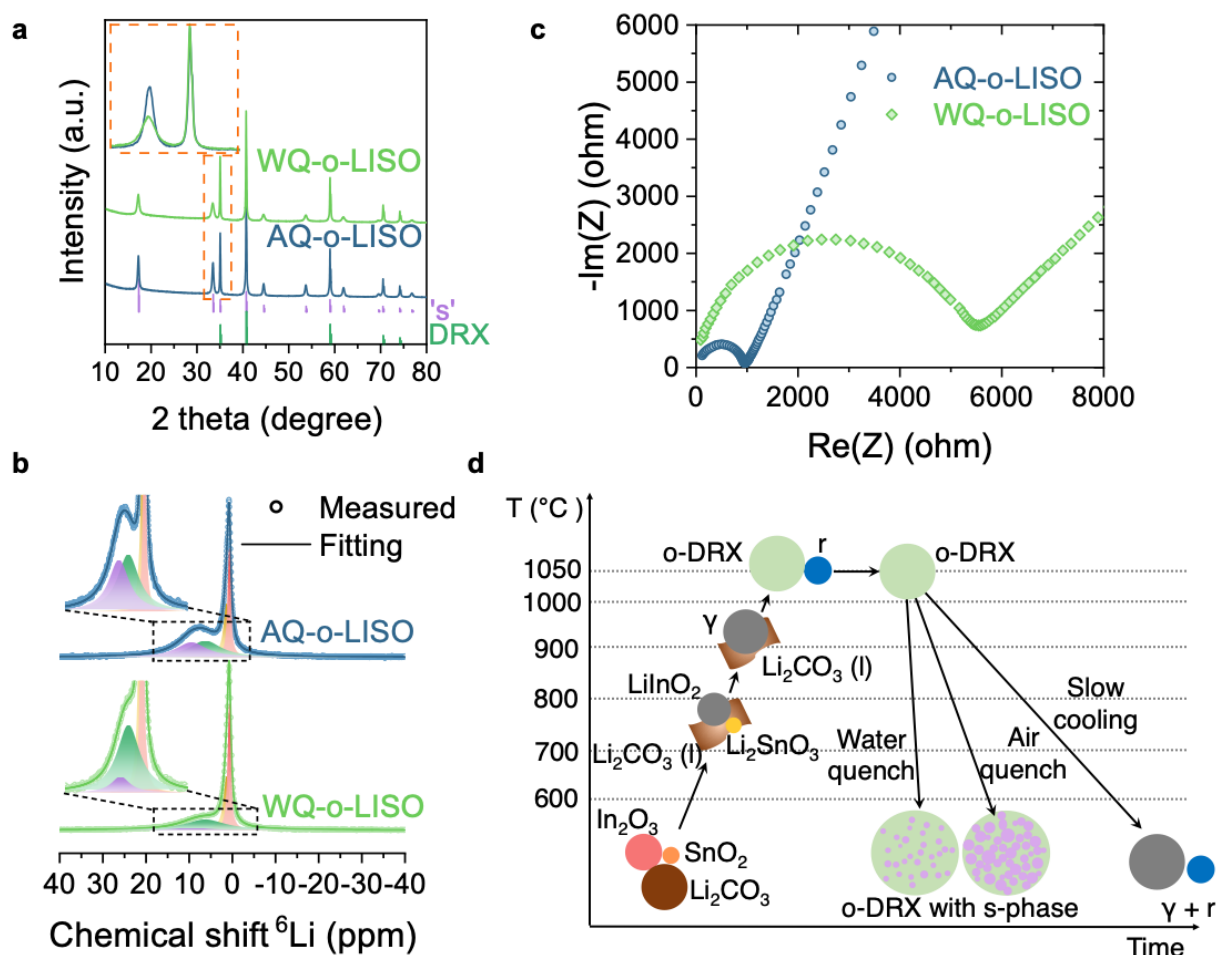 a
Intensity (a.u.)
WQ-o-LISO
AQ-o-LISO
's'
DRX
10 20 30 40 50 60 70 80
2 theta (degree)
c
-Im(Z) (ohm)
6000
5000
4000
3000
2000
1000
0
AQ-o-LISO
WQ-o-LISO
0 2000 4000 6000 8000
Re(Z) (ohm)
b
Measured
Fitting
AQ-o-LISO
WQ-o-LISO
40 30 20 10 0 -10-20-30-40
Chemical shift ⁶Li (ppm)
d
T (°C )
1050
1000
900
800
700
600
o-DRX
r
o-DRX
γ
Li₂CO₃ (l)
LiInO₂
Li₂CO₃ (l)
Li₂SnO₃
In₂O₃
SnO₂
Li₂CO₃
Water
quench
Air
quench
Slow
cooling
o-DRX with s-phase
γ + r
Time